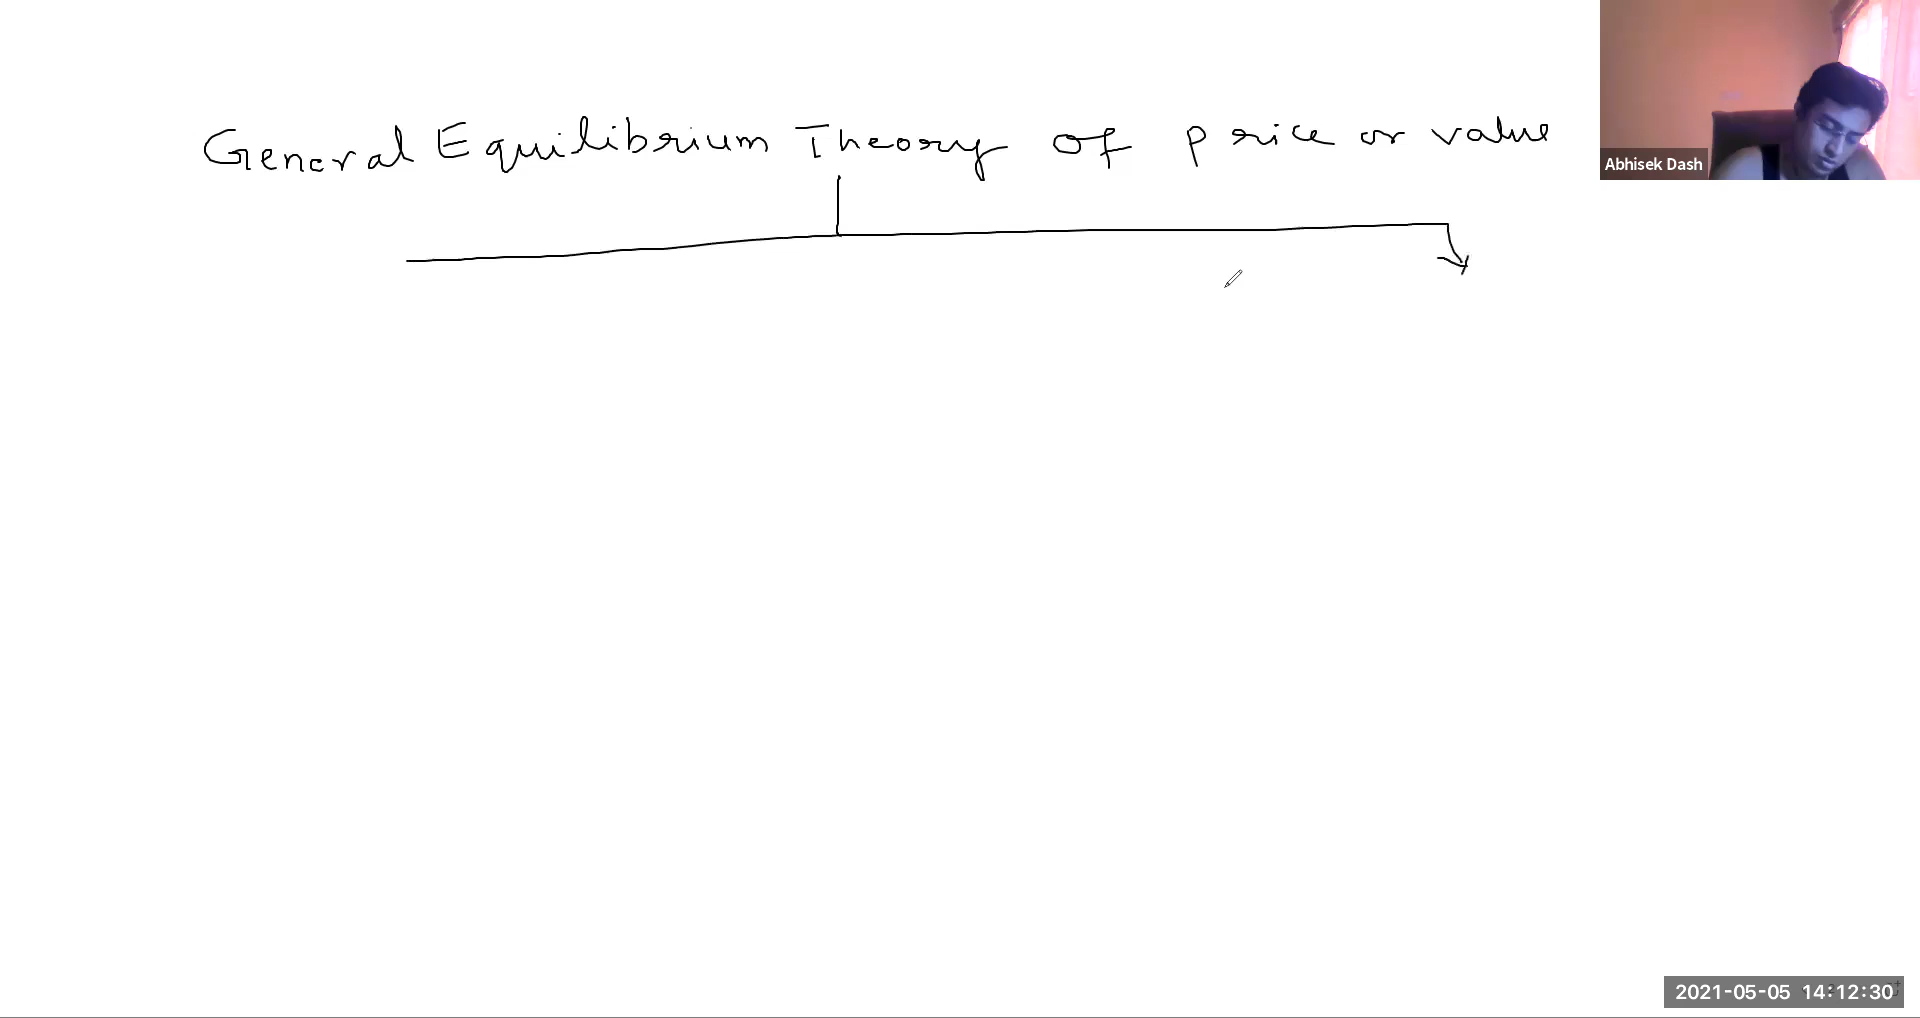 General Equilibrium Theory of price or value
Abhisek Dash
2021-05-05 14:12:30